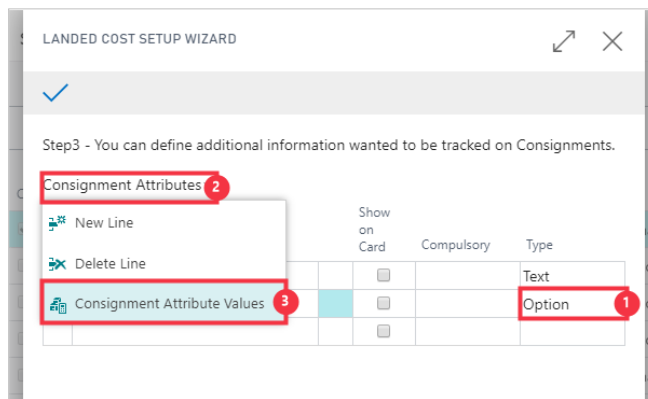 LANDED COST SETUP WIZARD
Step3 - You can define additional information wanted to be tracked on Consignments.
Consignment Attributes 2
New Line
Delete Line
Consignment Attribute Values 3
Show
on
Card
Compulsory
Type
Text
Option 1